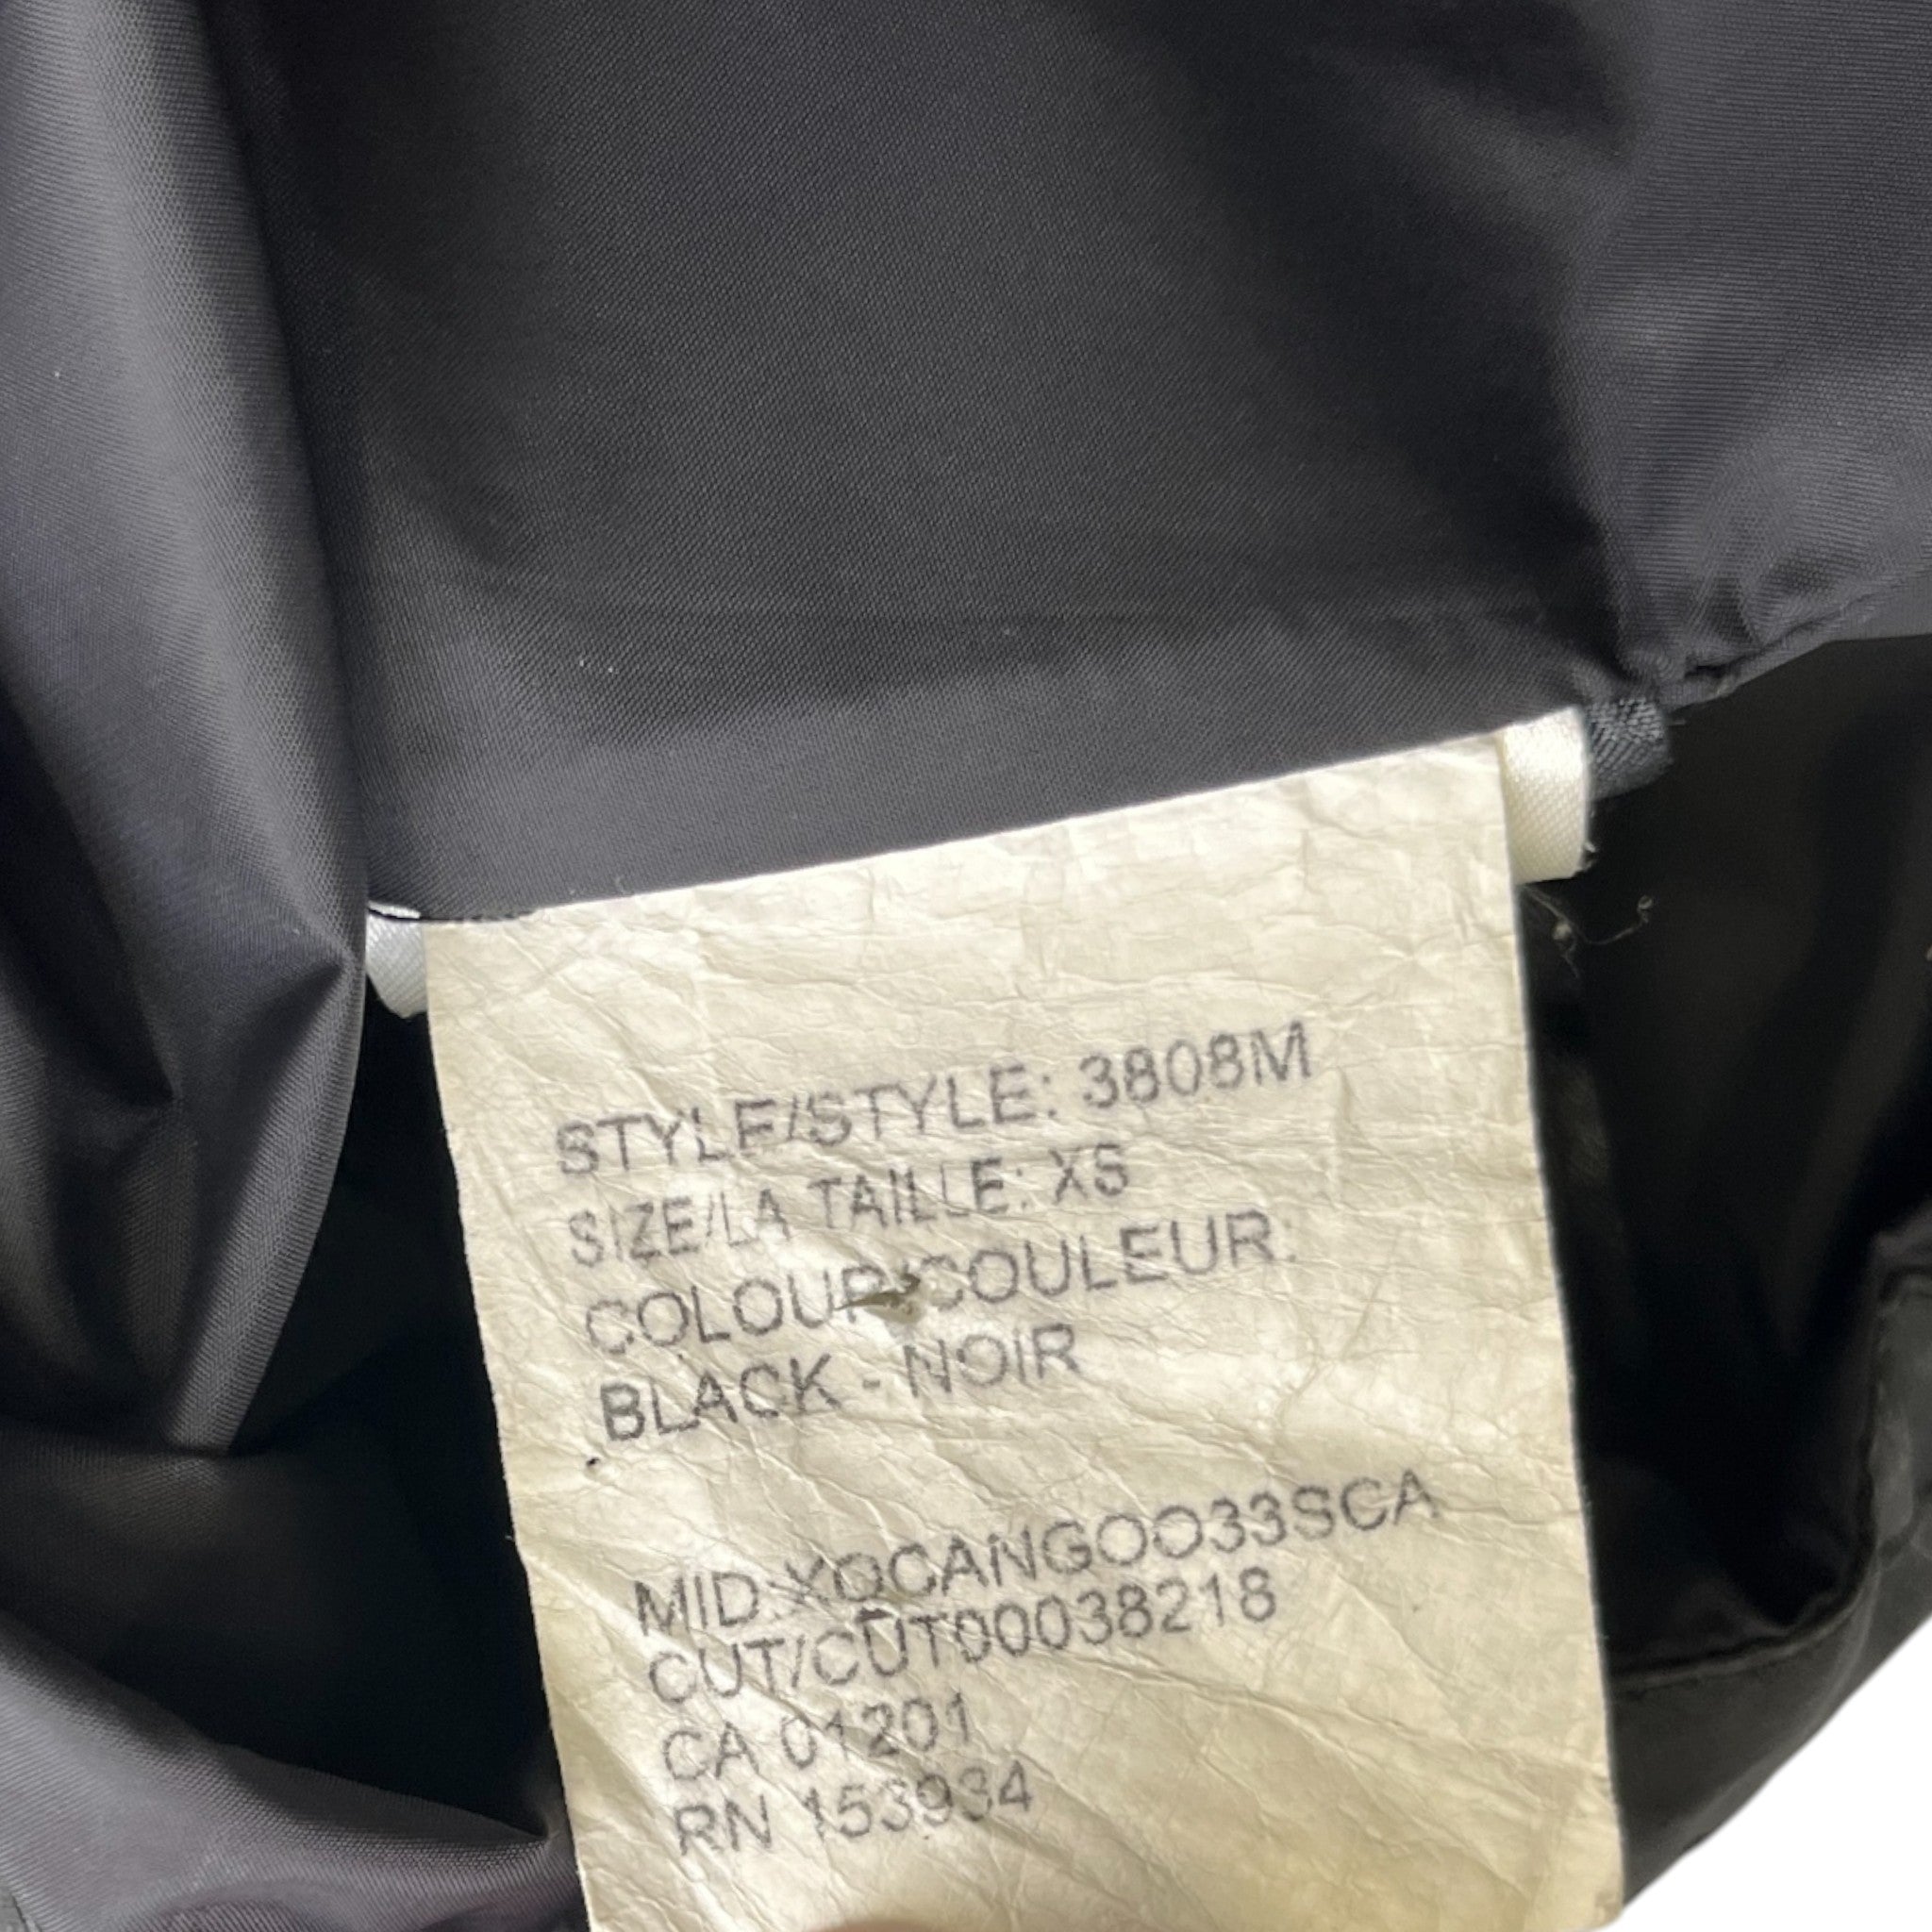 STYLE/STYLE: 3808M
SIZE/LA TAILLE: XS
COLOUR/COULEUR:
BLACK - NOIR
MID:XOCANGOO33SCA
CUT/CUT00038218
CA 01201
RN 153934